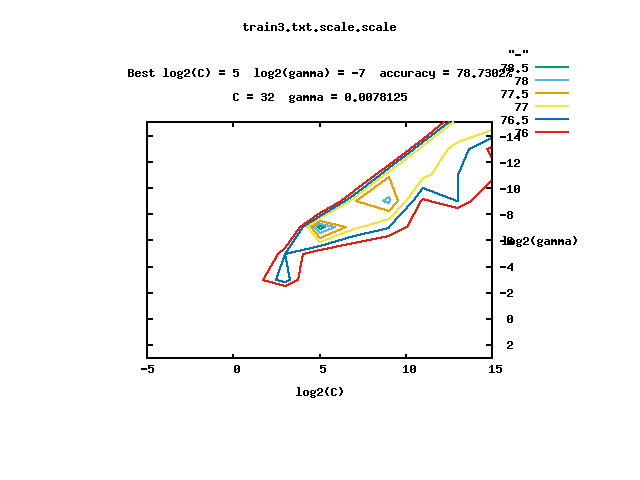 train3.txt.scale.scale
"-"
78.5
Best log2(C) = 5 log2(gamma) = -7 accuracy = 78.7302%
78
77.5
C = 32 gamma = 0.0078125
77
76.5
76
-14
-12
-10
-8
-6
log2(gamma)
-4
-2
0
2
-5 0 5 10 15
log2(C)